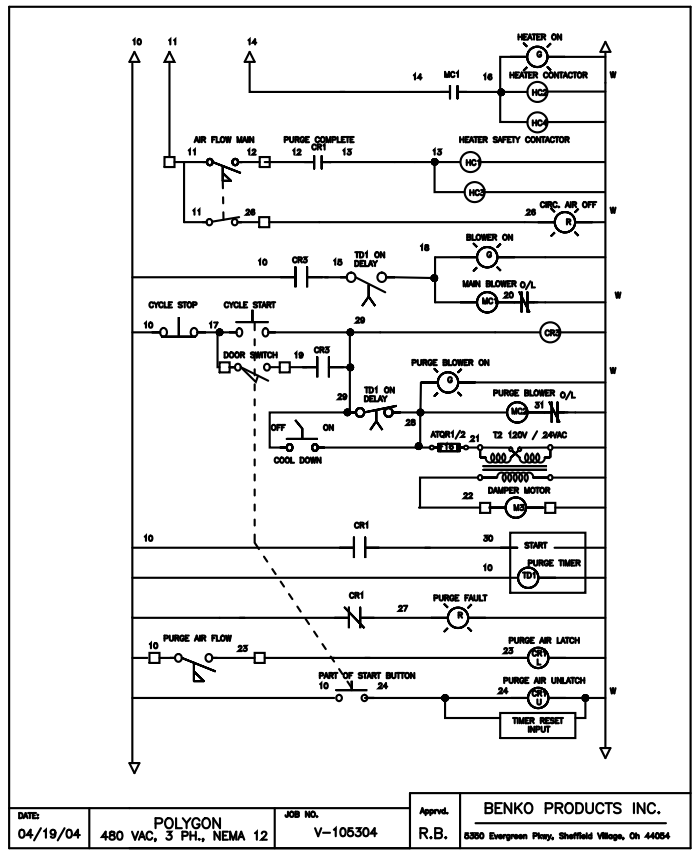 10 11 14
HEATER ON
G
W
14 MC1 16 HEATER CONTACTOR
HC2
HC4
AIR FLOW MAIN PURGE COMPLETE HEATER SAFETY CONTACTOR
11 12 12 CR1 13 13
HC1
HC3
CIRC. AIR OFF
11 26 26 R W
18 BLOWER ON
10 CR3 15 TD1 ON DELAY G
MAIN BLOWER O/L
MC1 20 W
CYCLE STOP CYCLE START 29
10 17 CR3
DOOR SWITCH 19 CR3
PURGE BLOWER ON
G W
29 TD1 ON DELAY PURGE BLOWER O/L
28 MC2 31
OFF ON
COOL DOWN
ATQR1/2 21 T2 120V / 24VAC
22 DAMPER MOTOR
M3
CR1
10 30 START
10 PURGE TIMER
TD1
CR1 27 PURGE FAULT
R
PURGE AIR FLOW PURGE AIR LATCH
10 23 23 CR1 L
PART OF START BUTTON PURGE AIR UNLATCH
10 24 24 CR1 U W
TIMER RESET
INPUT
DATE:
04/19/04
POLYGON
480 VAC, 3 PH., NEMA 12
JOB NO.
V-105304
Apprvd.
R.B.
BENKO PRODUCTS INC.
5350 Evergreen Pkwy, Sheffield Village, Oh 44054